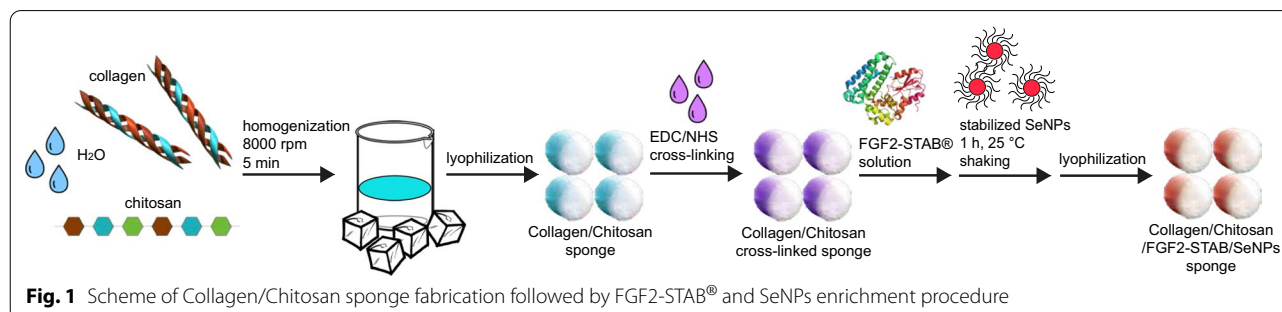 collagen
H₂O
chitosan
homogenization
8000 rpm
5 min
lyophilization
Collagen/Chitosan
sponge
EDC/NHS
cross-linking
Collagen/Chitosan
cross-linked sponge
FGF2-STAB®
solution
stabilized SeNPs
1 h, 25 °C
shaking
lyophilization
Collagen/Chitosan
/FGF2-STAB/SeNPs
sponge
Fig. 1 Scheme of Collagen/Chitosan sponge fabrication followed by FGF2-STAB® and SeNPs enrichment procedure